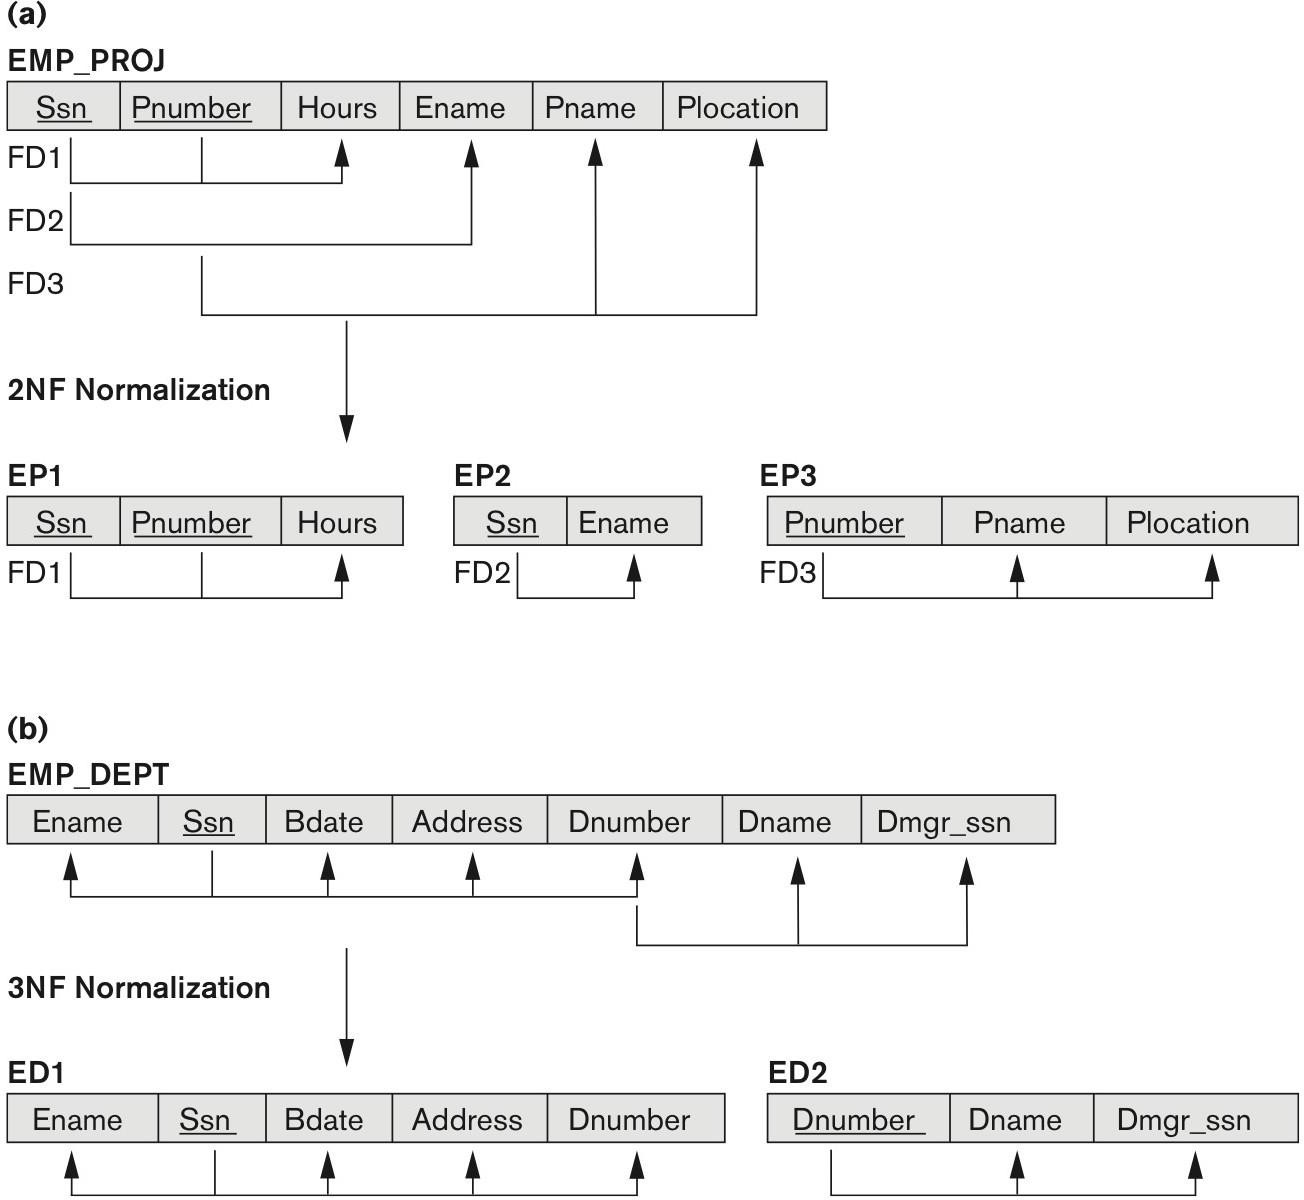 (a)
EMP_PROJ
Ssn Pnumber Hours Ename Pname Plocation
FD1
FD2
FD3
2NF Normalization
EP1 EP2 EP3
Ssn Pnumber Hours Ssn Ename Pnumber Pname Plocation
FD1 FD2 FD3
(b)
EMP_DEPT
Ename Ssn Bdate Address Dnumber Dname Dmgr_ssn
3NF Normalization
ED1 ED2
Ename Ssn Bdate Address Dnumber Dnumber Dname Dmgr_ssn